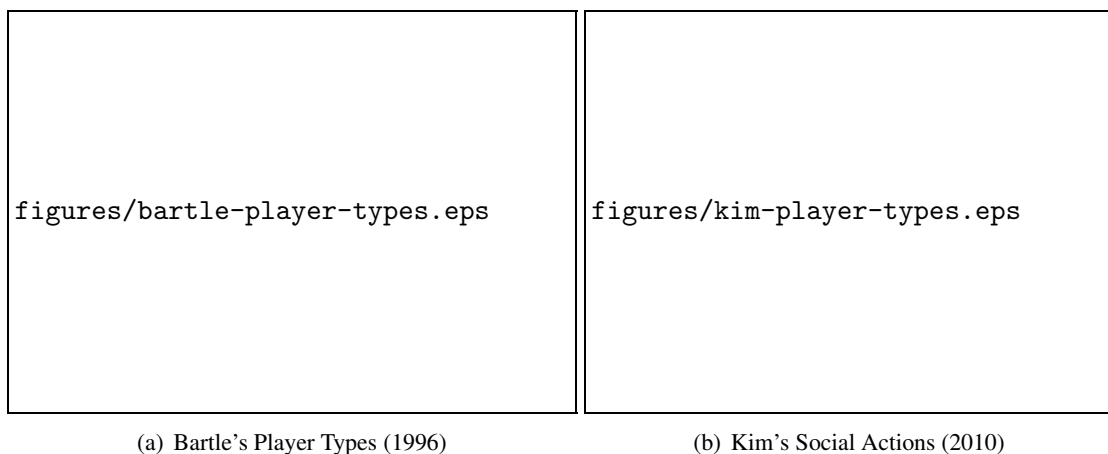 figures/bartle-player-types.eps
figures/kim-player-types.eps
(a) Bartle's Player Types (1996)
(b) Kim's Social Actions (2010)